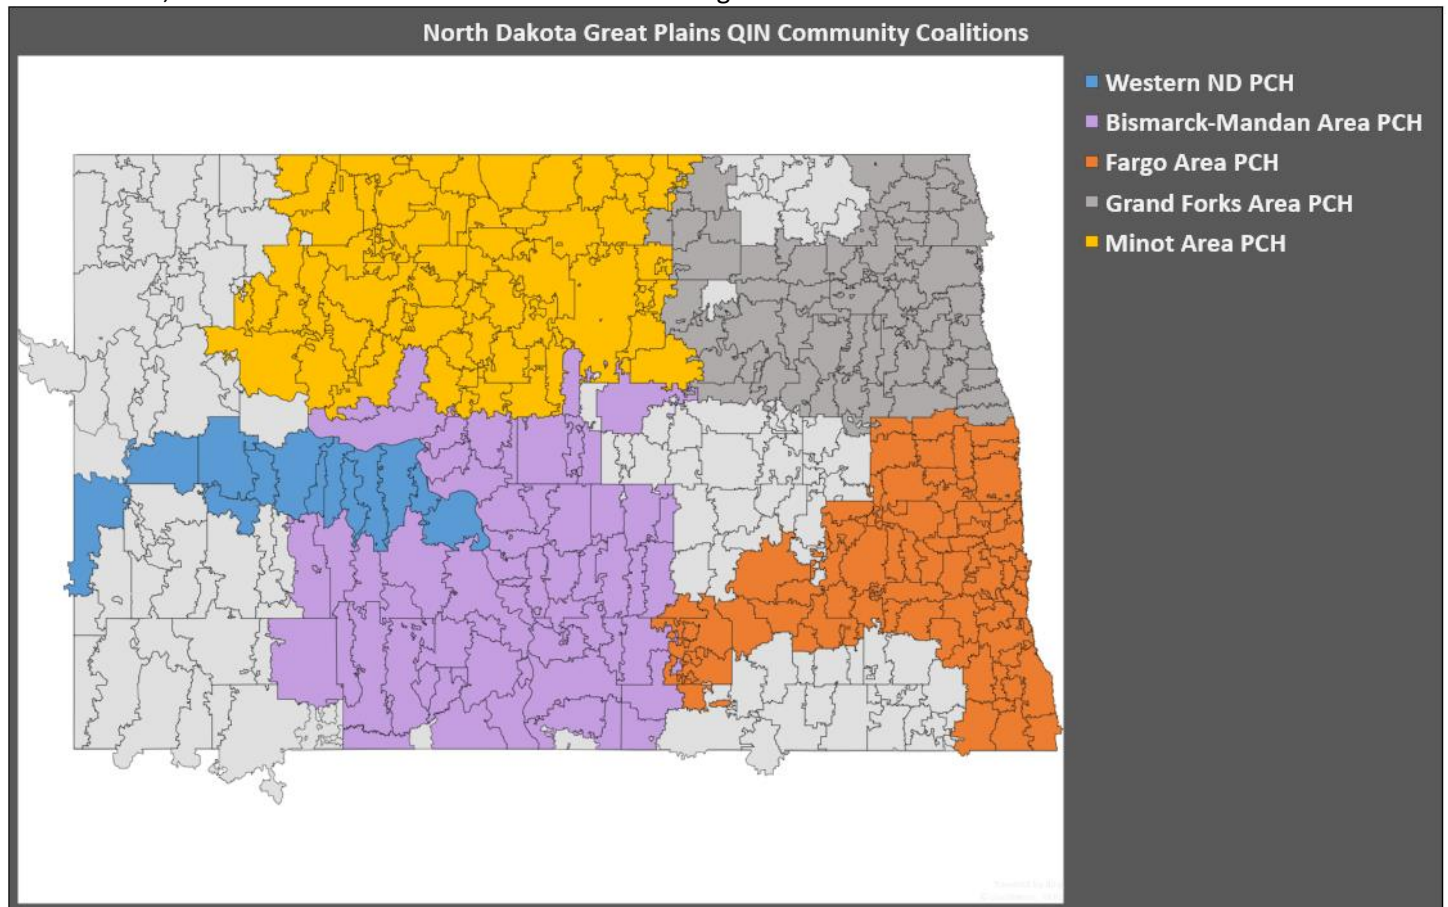 North Dakota Great Plains QIN Community Coalitions
Western ND PCH
Bismarck-Mandan Area PCH
Fargo Area PCH
Grand Forks Area PCH
Minot Area PCH